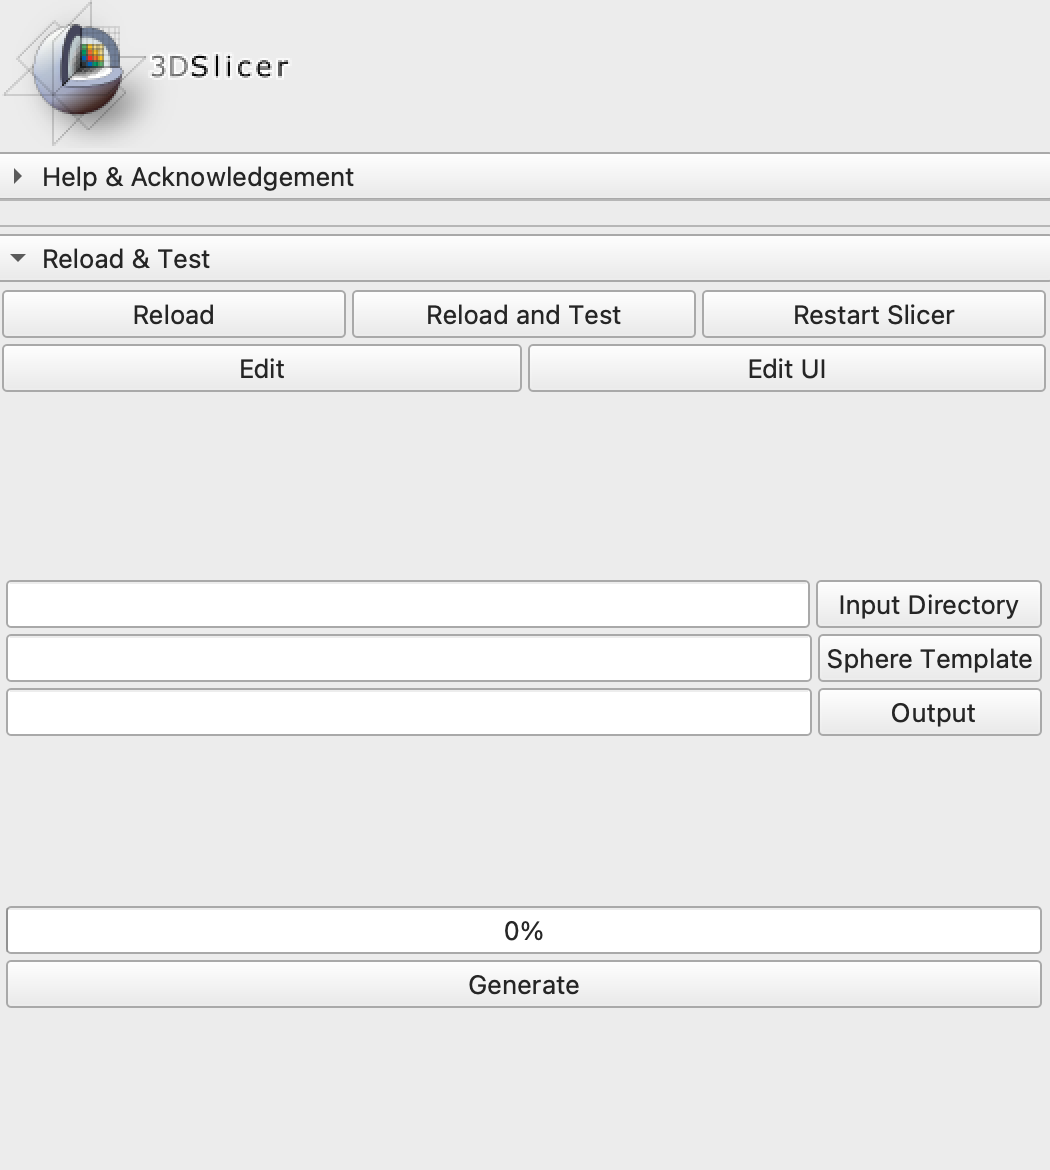 3DSlicer
Help & Acknowledgement
Reload & Test
Reload Reload and Test Restart Slicer
Edit Edit UI
Input Directory
Sphere Template
Output
0%
Generate